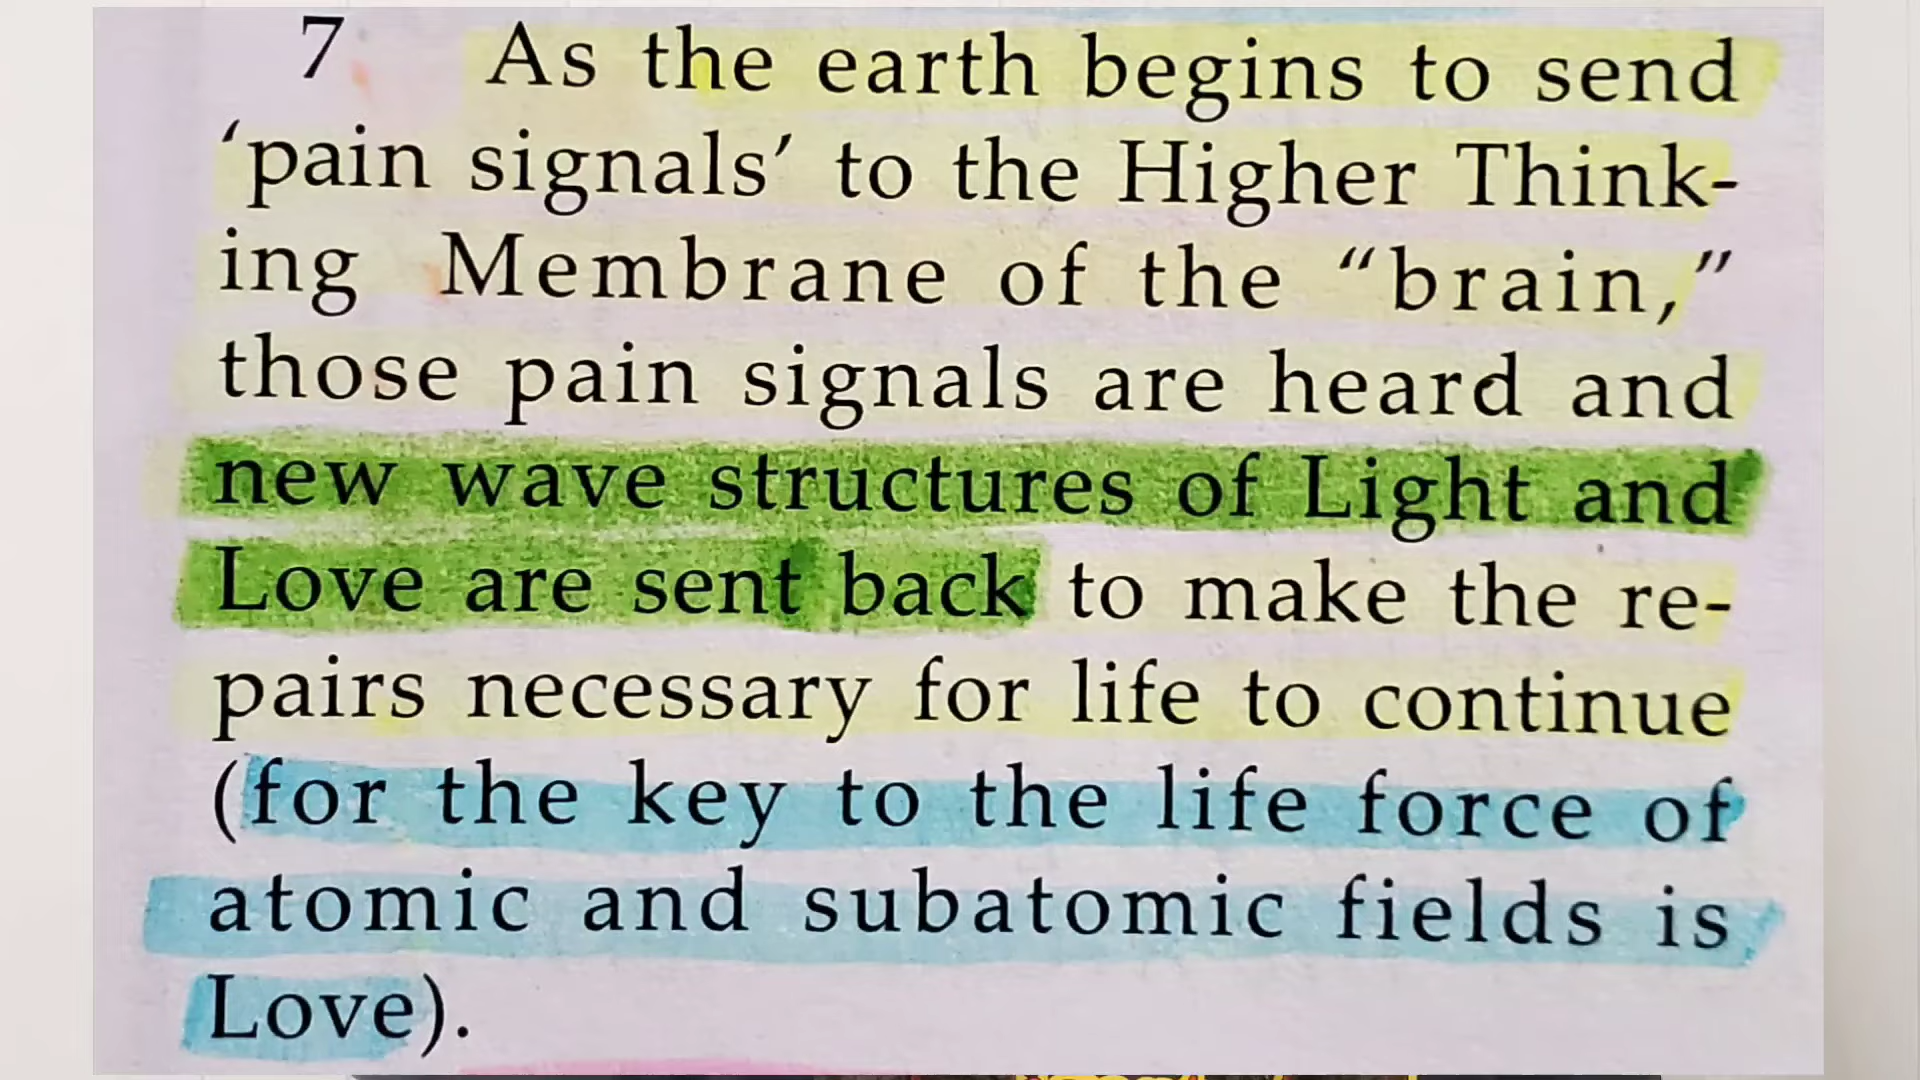 7 As the earth begins to send
‘pain signals’ to the Higher Think-
ing Membrane of the “brain,”
those pain signals are heard and
new wave structures of Light and
Love are sent back to make the re-
pairs necessary for life to continue
(for the key to the life force of
atomic and subatomic fields is
Love).